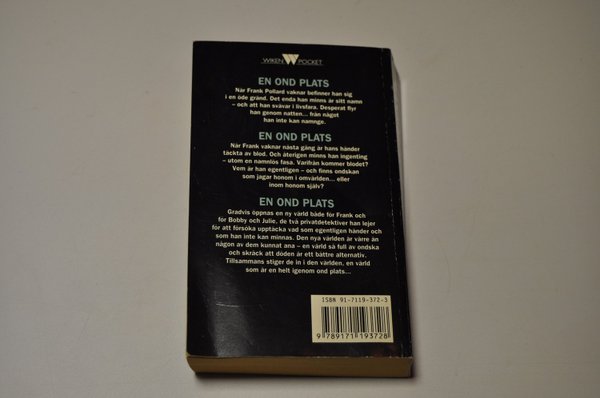 WIKEN W POCKET
EN OND PLATS
När Frank Pollard vaknar befinner han sig
i en öde gränd. Det enda han minns är sitt namn
– och att han svävar i livsfara. Desperat flyr
han genom natten... från något
han inte kan namnge.
EN OND PLATS
När Frank vaknar nästa gång är hans händer
täckta av blod. Och återigen minns han ingenting
– utom en namnlös fasa. Varifrån kommer blodet?
Vem är han egentligen – och finns ondskan
som jagar honom i omvärlden... eller
inom honom själv?
EN OND PLATS
Gradvis öppnas en ny värld både för Frank och
för Bobby och Julie, de två privatdetektiver han lejer
för att försöka upptäcka vad som egentligen händer och
som han inte kan minnas. Den nya världen är värre än
någon av dem kunnat ana – en värld så full av ondska
och skräck att döden är ett bättre alternativ.
Tillsammans stiger de in i den världen, en värld
som är en helt igenom ond plats...
ISBN 91-7119-372-3
9 789171 193728